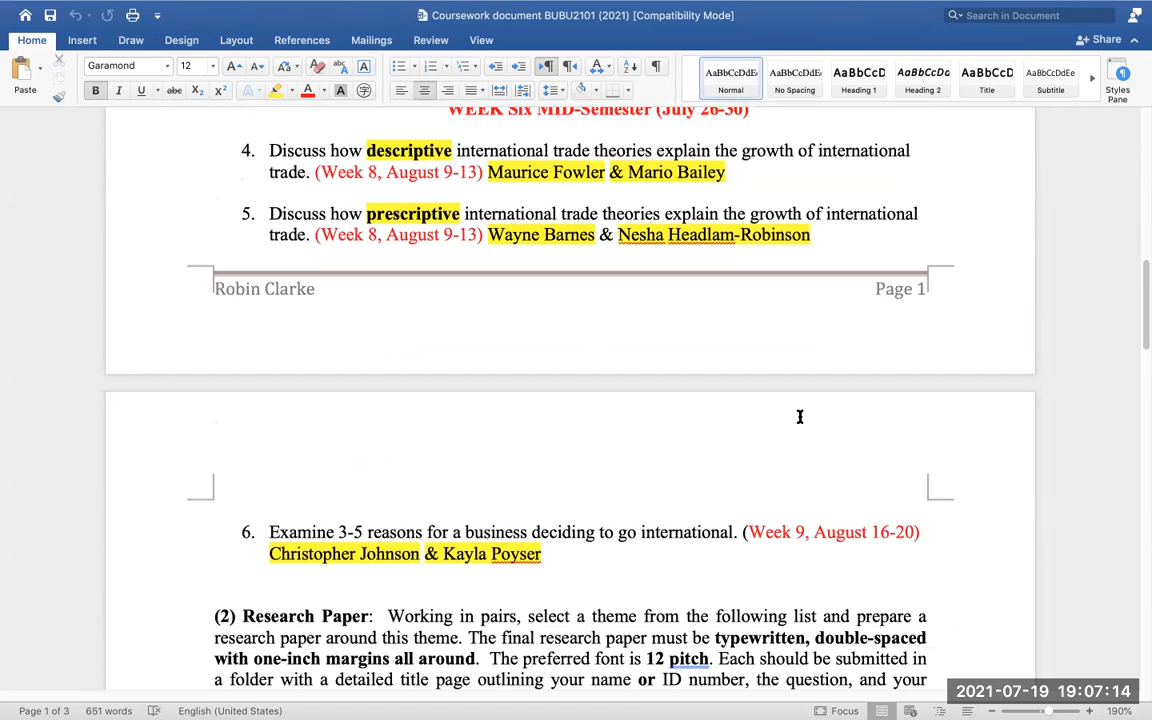 Coursework document BUBU2101 (2021) [Compatibility Mode]
Search in Document
Home Insert Draw Design Layout References Mailings Review View
Share
Paste
Garamond 12
AaBbCcDdEe AaBbCcDdEe AaBbCcD AaBbCcDd AaBbCcD AaBbCcDdEe
Normal No Spacing Heading 1 Heading 2 Title Subtitle
Styles
Pane
WEEK Six MID-Semester (July 26-30)
4. Discuss how descriptive international trade theories explain the growth of international
trade. (Week 8, August 9-13) Maurice Fowler & Mario Bailey
5. Discuss how prescriptive international trade theories explain the growth of international
trade. (Week 8, August 9-13) Wayne Barnes & Nesha Headlam-Robinson
Robin Clarke Page 1
6. Examine 3-5 reasons for a business deciding to go international. (Week 9, August 16-20)
Christopher Johnson & Kayla Poyser
(2) Research Paper: Working in pairs, select a theme from the following list and prepare a
research paper around this theme. The final research paper must be typewritten, double-spaced
with one-inch margins all around. The preferred font is 12 pitch. Each should be submitted in
a folder with a detailed title page outlining your name or ID number, the question, and your
2021-07-19 19:07:14
Page 1 of 3 651 words English (United States) Focus 190%